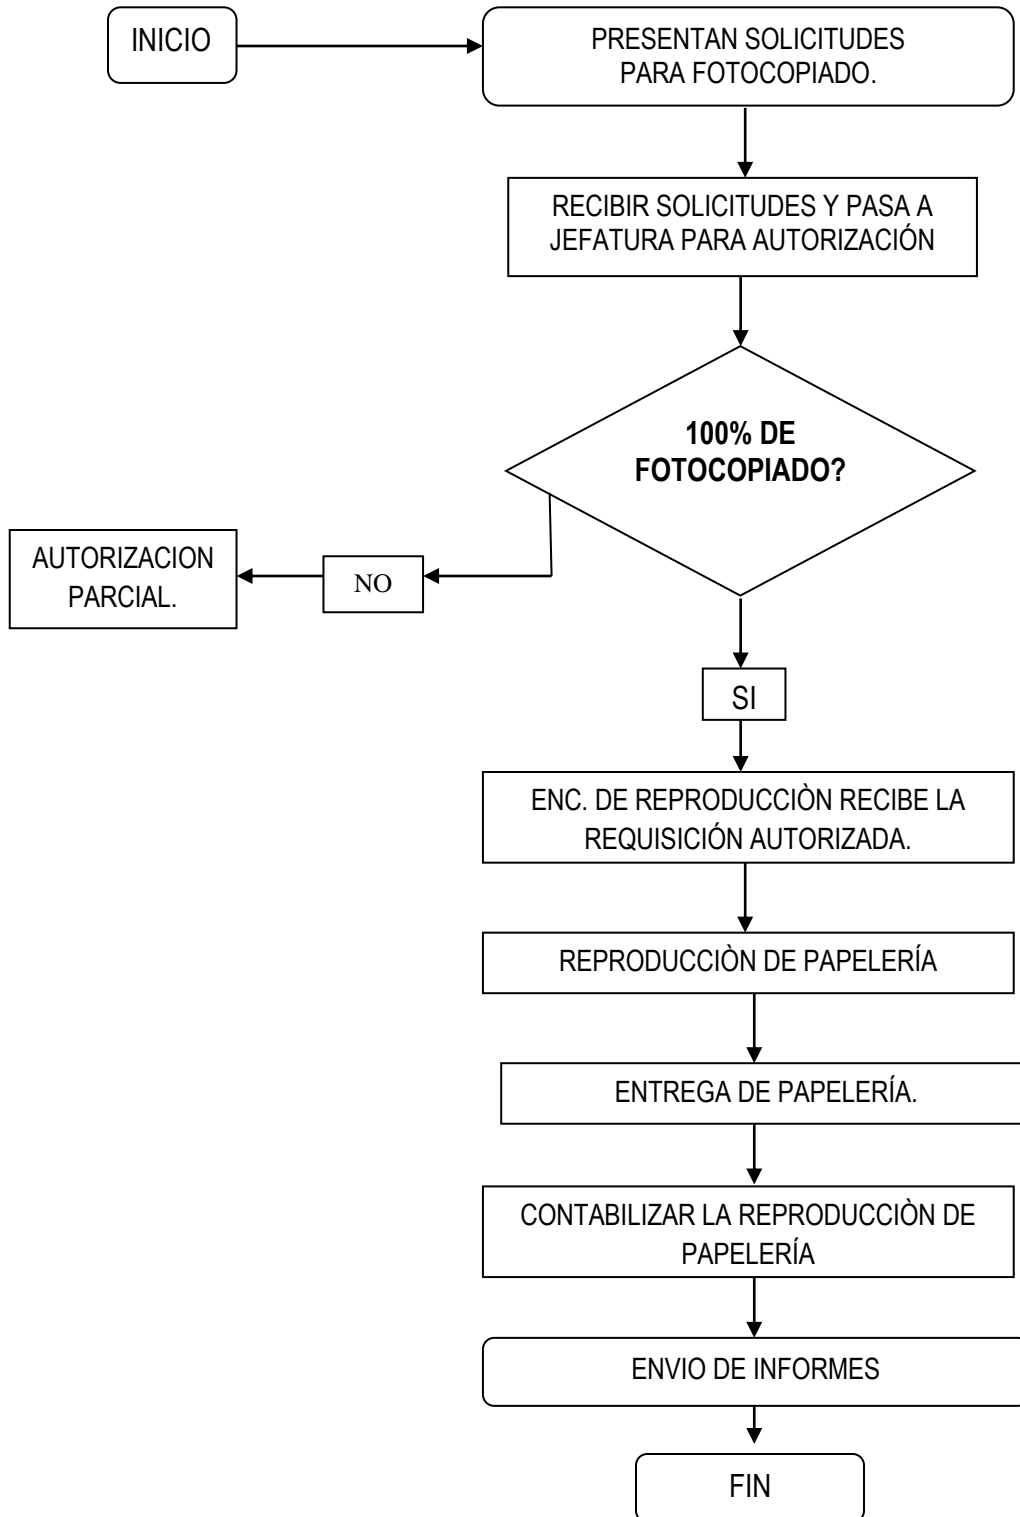 INICIO
PRESENTAN SOLICITUDES
PARA FOTOCOPIADO.
RECIBIR SOLICITUDES Y PASA A
JEFATURA PARA AUTORIZACIÓN
100% DE
FOTOCOPIADO?
AUTORIZACION
PARCIAL.
NO
SI
ENC. DE REPRODUCCIÒN RECIBE LA
REQUISICIÓN AUTORIZADA.
REPRODUCCIÒN DE PAPELERÍA
ENTREGA DE PAPELERÍA.
CONTABILIZAR LA REPRODUCCIÒN DE
PAPELERÍA
ENVIO DE INFORMES
FIN